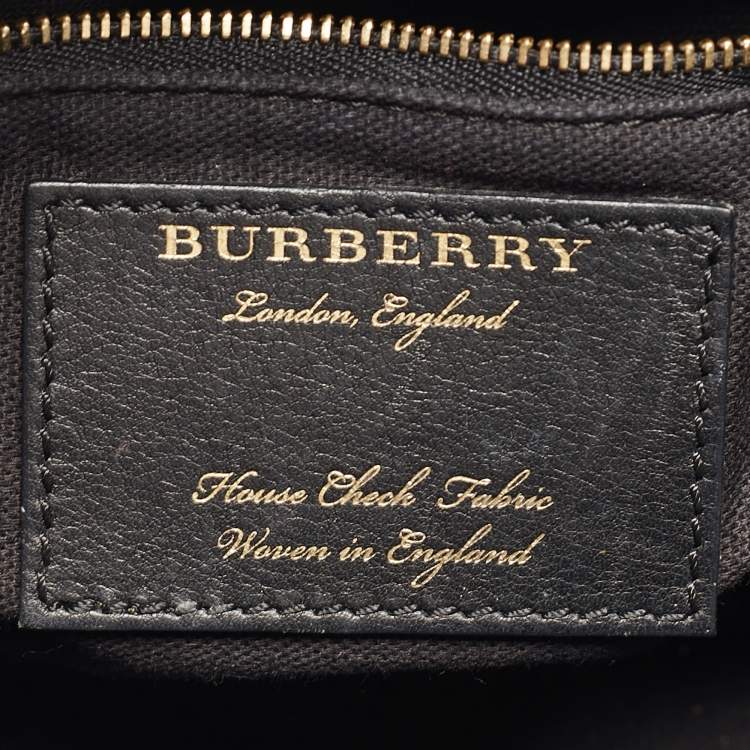 BURBERRY
London, England
House Check Fabric
Woven in England